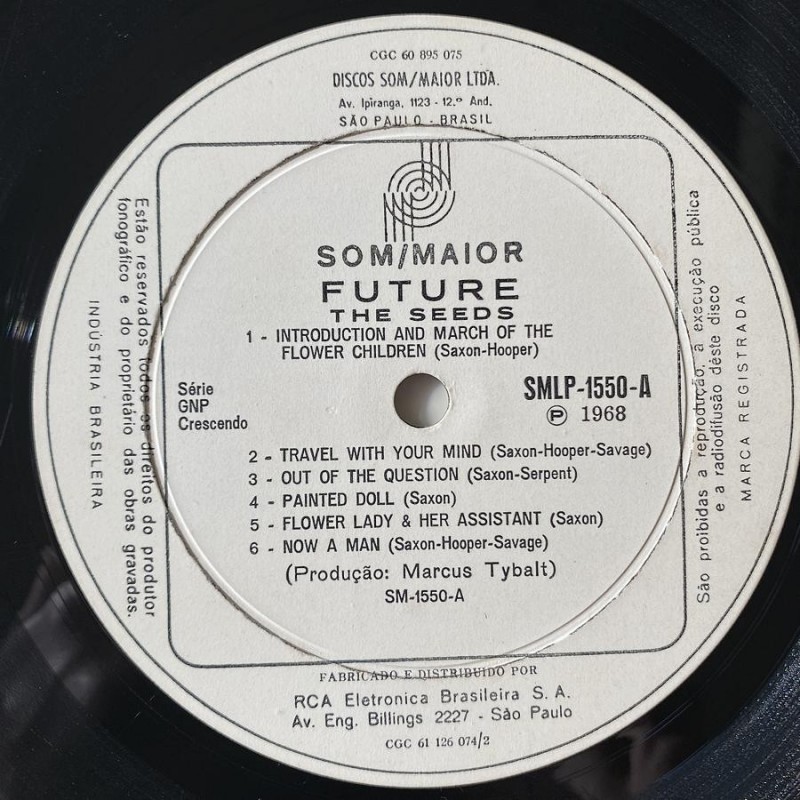 CGC 60 895 075
DISCOS SOM/MAIOR LTDA.
Av. Ipiranga, 1123 - 12.º And.
SÃO PAULO - BRASIL
SOM/MAIOR
FUTURE
THE SEEDS
1 - INTRODUCTION AND MARCH OF THE
FLOWER CHILDREN (Saxon-Hooper)
Série
GNP
Crescendo
SMLP-1550-A
Ⓟ 1968
2 - TRAVEL WITH YOUR MIND (Saxon-Hooper-Savage)
3 - OUT OF THE QUESTION (Saxon-Serpent)
4 - PAINTED DOLL (Saxon)
5 - FLOWER LADY & HER ASSISTANT (Saxon)
6 - NOW A MAN (Saxon-Hooper-Savage)
(Produção: Marcus Tybalt)
SM-1550-A
FABRICADO E DISTRIBUIDO POR
RCA Eletronica Brasileira S. A.
Av. Eng. Billings 2227 - São Paulo
CGC 61 126 074/2
Estão reservados todos os direitos do produtor
fonográfico e do proprietário das obras gravadas.
INDÚSTRIA BRASILEIRA
São proibidas a reprodução, a execução pública
e a radiodifusão dêste disco
MARCA REGISTRADA